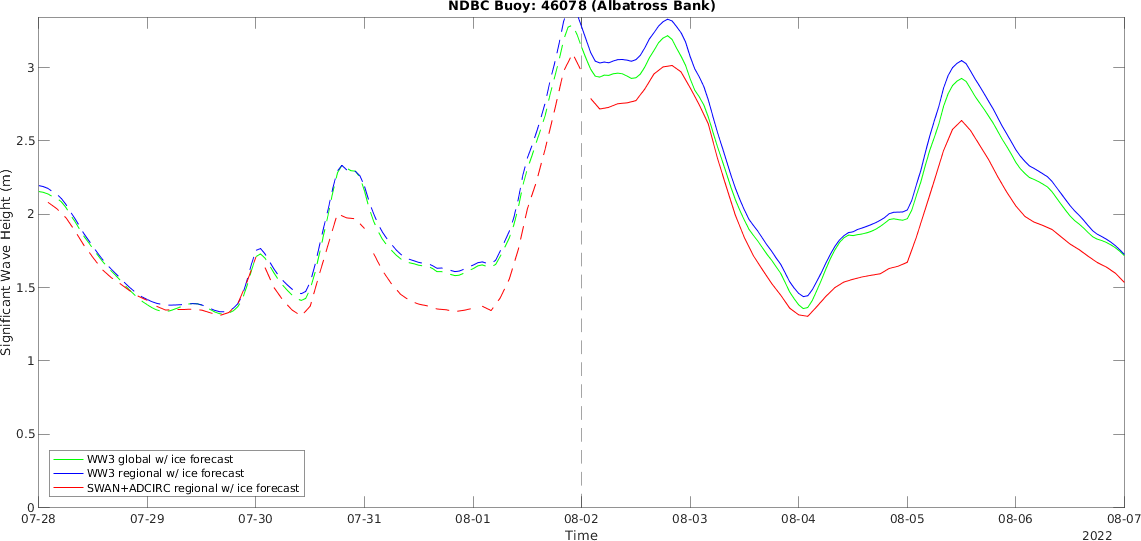 NDBC Buoy: 46078 (Albatross Bank)
Significant Wave Height (m)
3
2.5
2
1.5
1
0.5
0
WW3 global w/ ice forecast
WW3 regional w/ ice forecast
SWAN+ADCIRC regional w/ ice forecast
07-28 07-29 07-30 07-31 08-01 08-02 08-03 08-04 08-05 08-06 08-07
Time
2022